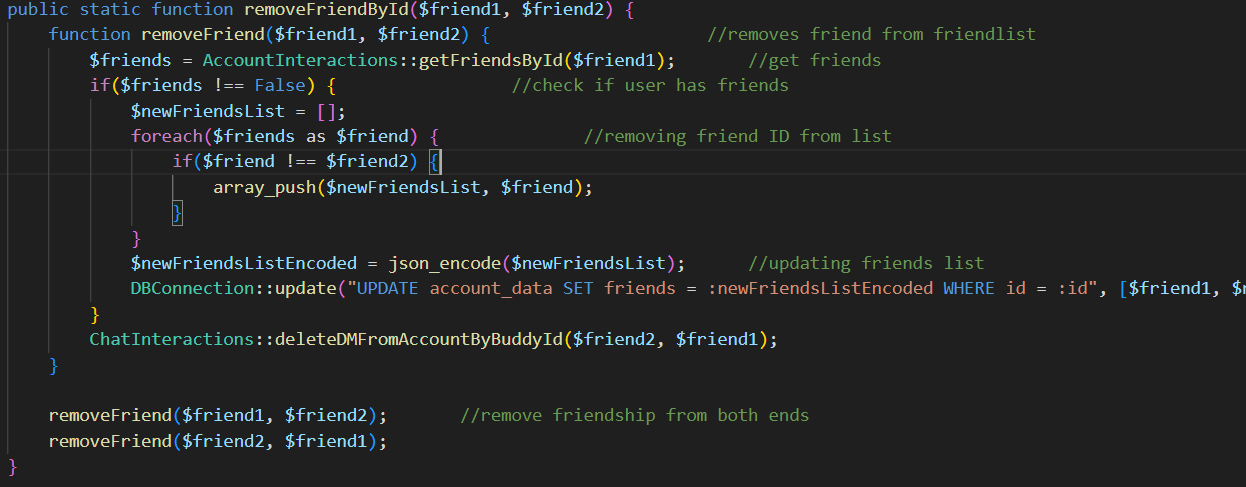 public static function removeFriendById($friend1, $friend2) {
function removeFriend($friend1, $friend2) { //removes friend from friendlist
$friends = AccountInteractions::getFriendsById($friend1); //get friends
if($friends !== False) { //check if user has friends
$newFriendsList = [];
foreach($friends as $friend) { //removing friend ID from list
if($friend !== $friend2) {
array_push($newFriendsList, $friend);
}
}
$newFriendsListEncoded = json_encode($newFriendsList); //updating friends list
DBConnection::update("UPDATE account_data SET friends = :newFriendsListEncoded WHERE id = :id", [$friend1, $
}
ChatInteractions::deleteDMFromAccountByBuddyId($friend2, $friend1);
}
removeFriend($friend1, $friend2); //remove friendship from both ends
removeFriend($friend2, $friend1);
}